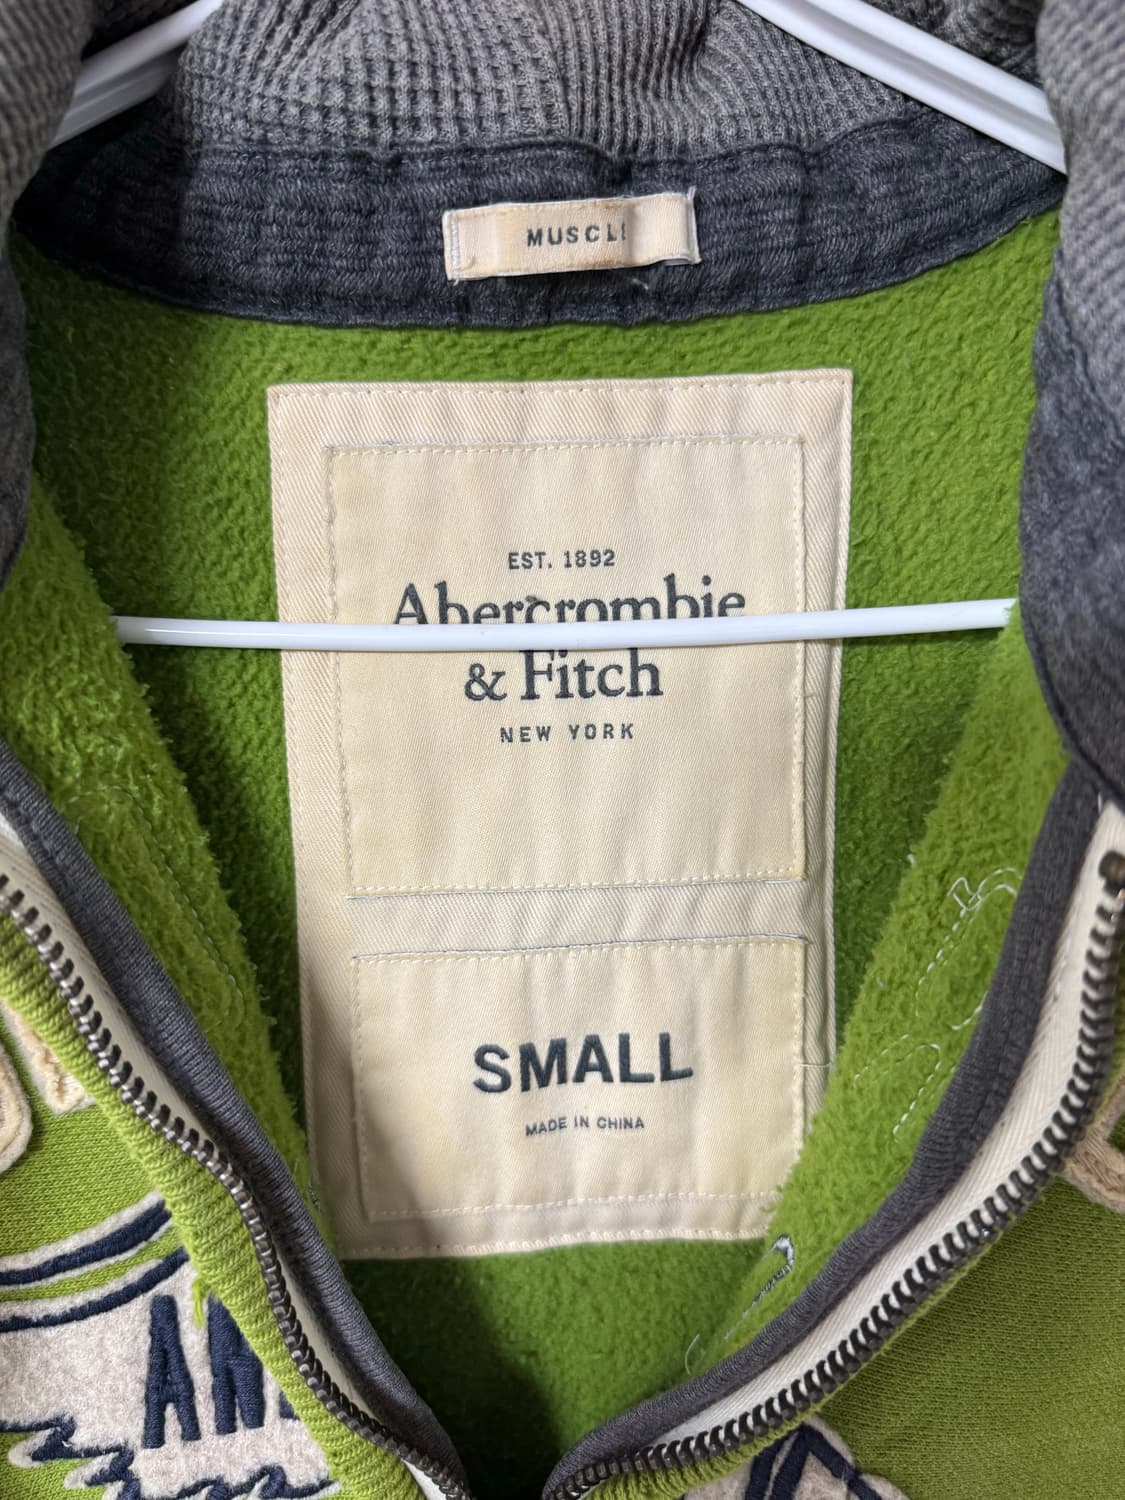 MUSCLE
EST. 1892
Abercrombie
& Fitch
NEW YORK
SMALL
MADE IN CHINA